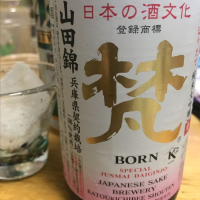 日本の酒文化
登録商標
梵
山田錦
兵庫県契約栽培
BORN
SPECIAL
JUNMAI DAIGINJO
JAPANESE SAKE
BREWERY
KATOUKICHIBEE SHOUTEN